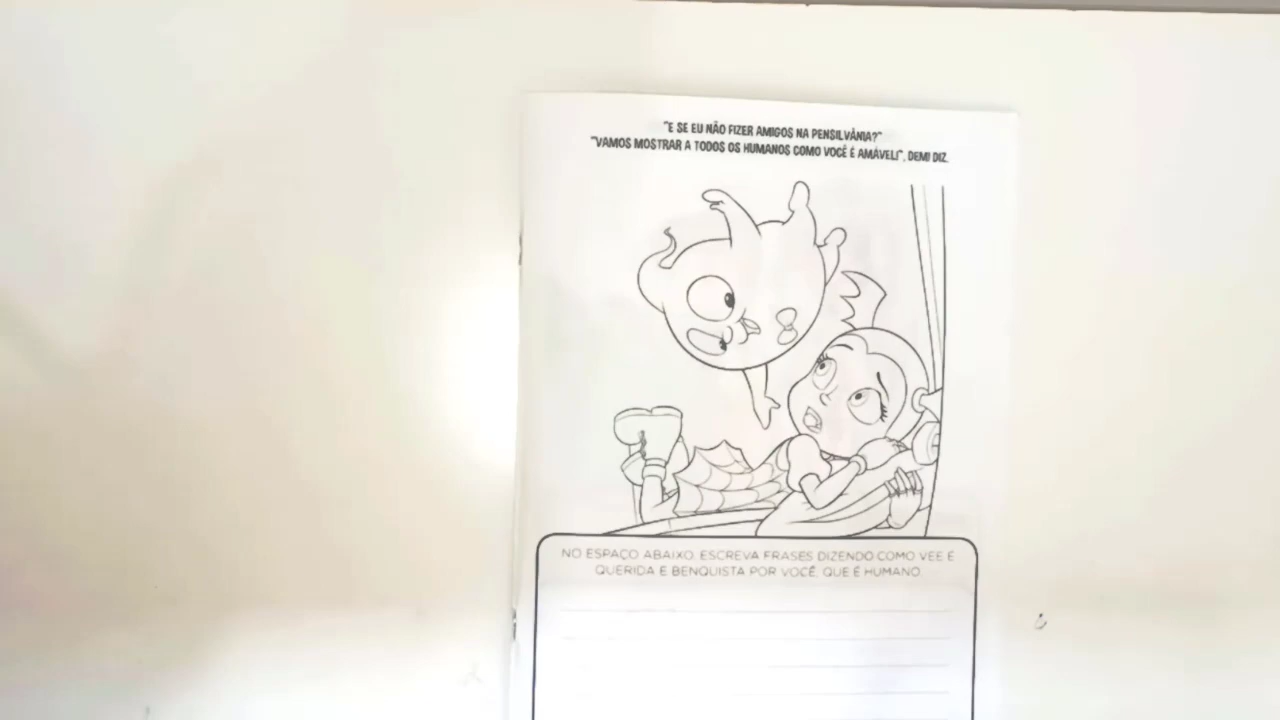 "E SE EU NÃO FIZER AMIGOS NA PENSILVÂNIA?"
"VAMOS MOSTRAR A TODOS OS HUMANOS COMO VOCÊ É AMÁVEL!", DEMI DIZ.
NO ESPAÇO ABAIXO, ESCREVA FRASES DIZENDO COMO VEE É
QUERIDA E BENQUISTA POR VOCÊ, QUE É HUMANO.